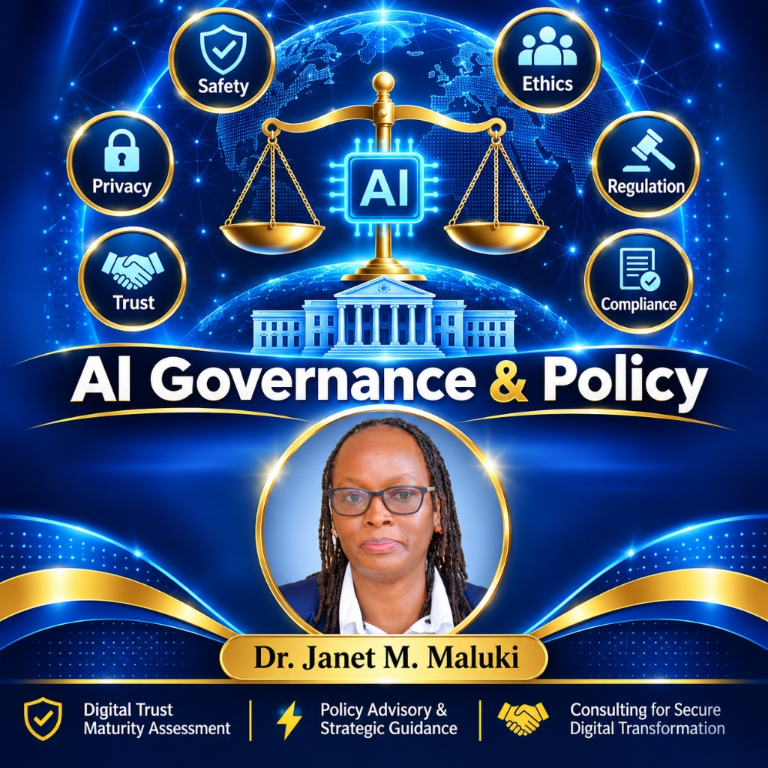 Safety
Ethics
Privacy
AI
Regulation
Trust
Compliance
AI Governance & Policy
Dr. Janet M. Maluki
Digital Trust
Maturity Assessment
Policy Advisory &
Strategic Guidance
Consulting for Secure
Digital Transformation